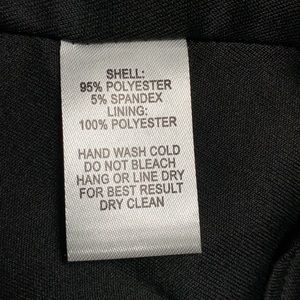 SHELL:
95% POLYESTER
5% SPANDEX
LINING:
100% POLYESTER
HAND WASH COLD
DO NOT BLEACH
HANG OR LINE DRY
FOR BEST RESULT
DRY CLEAN